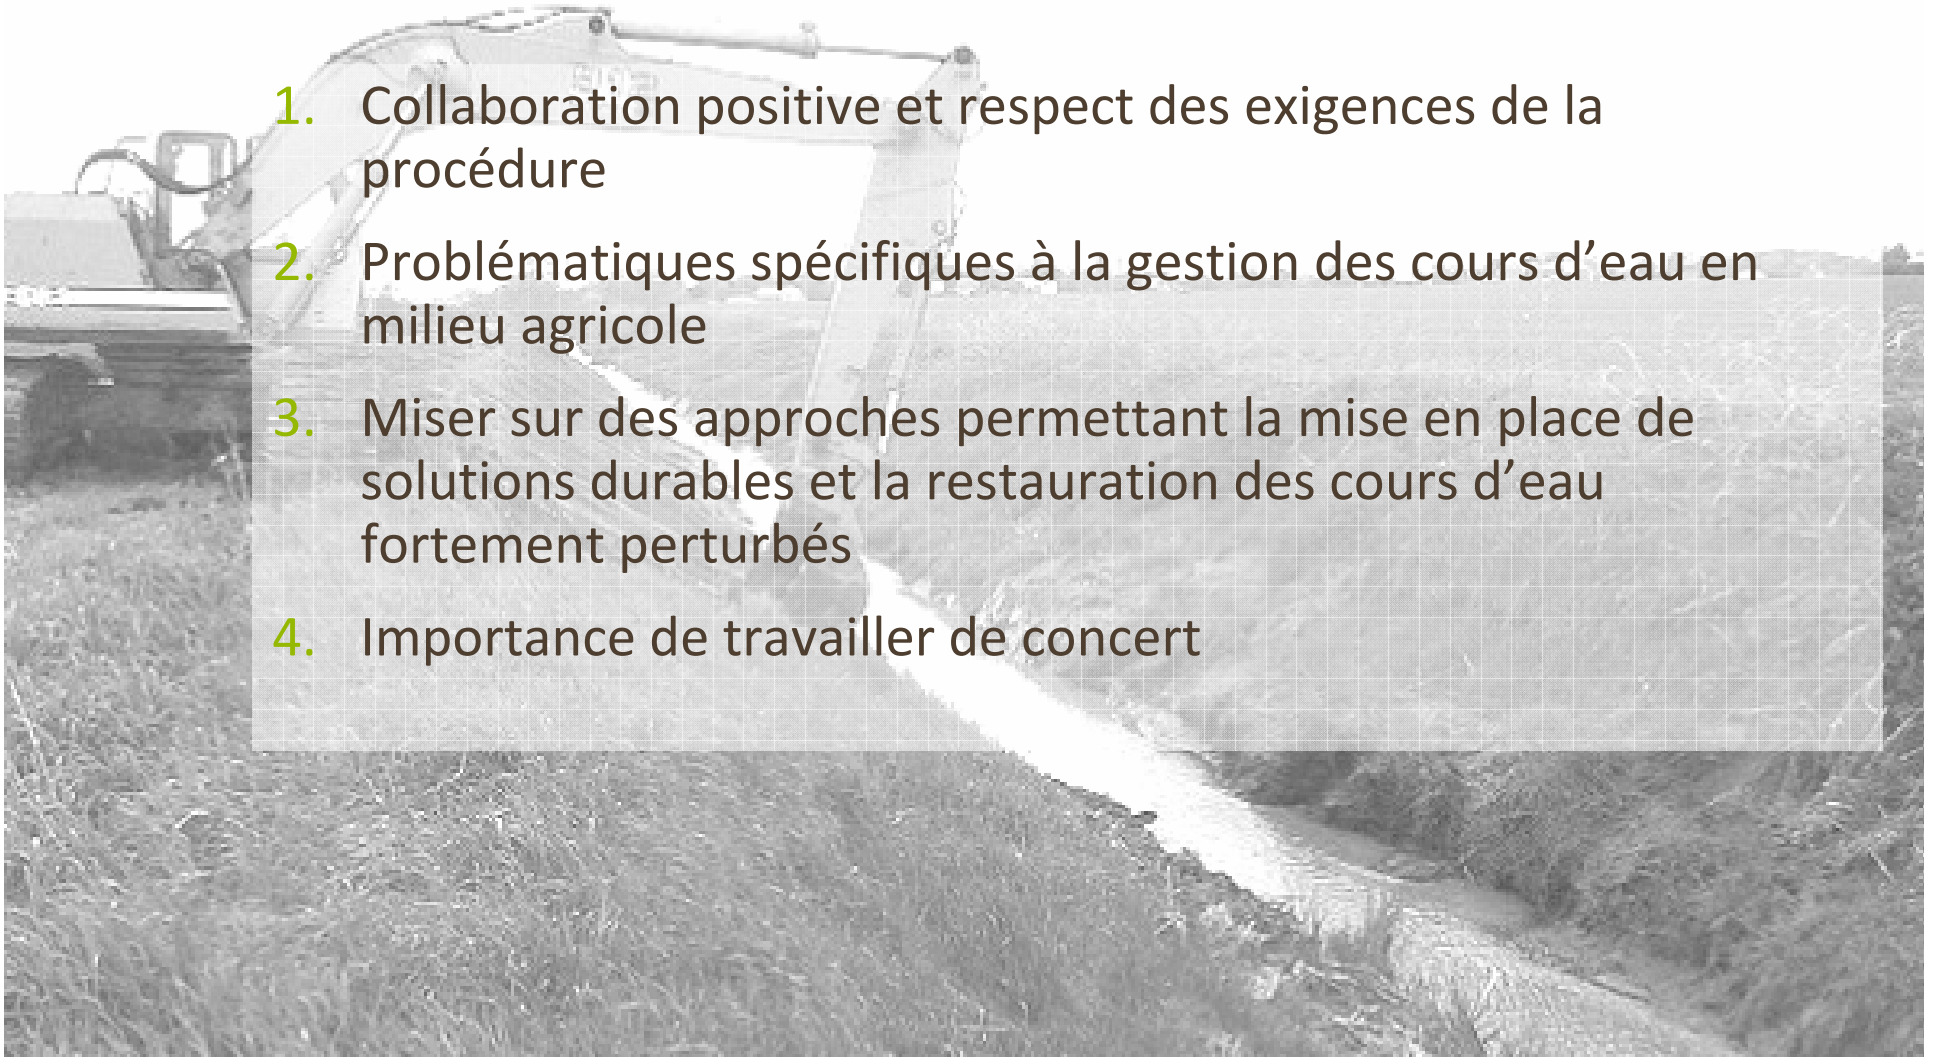 1. Collaboration positive et respect des exigences de la
procédure
2. Problématiques spécifiques à la gestion des cours d’eau en
milieu agricole
3. Miser sur des approches permettant la mise en place de
solutions durables et la restauration des cours d’eau
fortement perturbés
4. Importance de travailler de concert